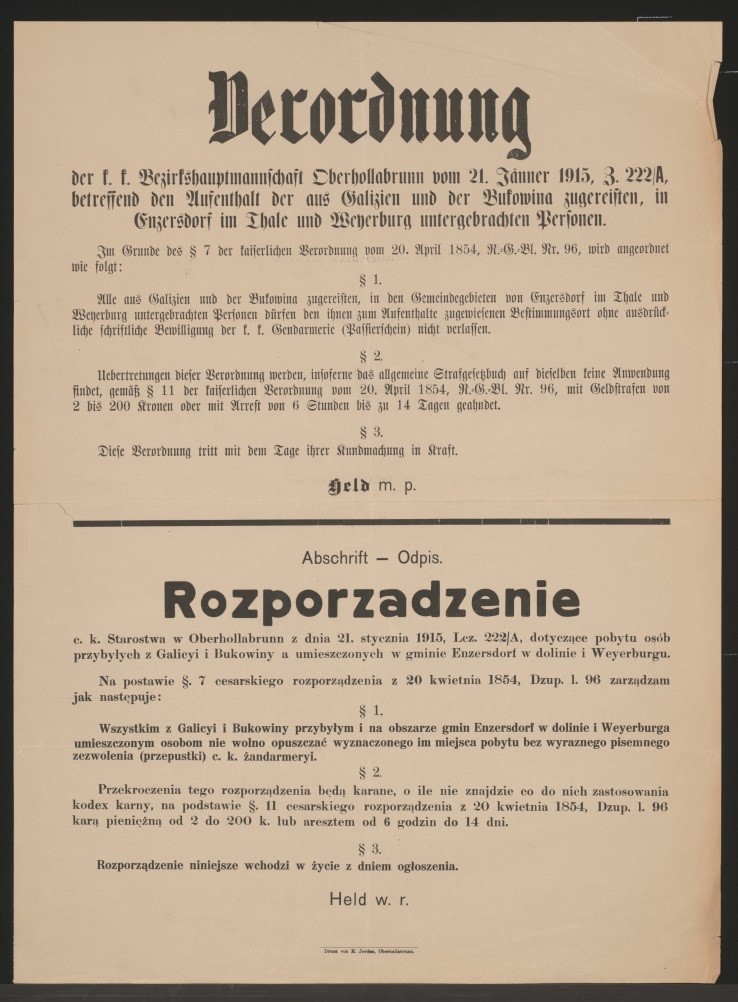 Verordnung
der k. k. Bezirkshauptmannschaft Oberhollabrunn vom 21. Jänner 1915, Z. 222/A,
betreffend den Aufenthalt der aus Galizien und der Bukowina zugereisten, in
Enzersdorf im Thale und Weyerburg untergebrachten Personen.
Im Grunde des § 7 der kaiserlichen Verordnung vom 20. April 1854, R.-G.-Bl. Nr. 96, wird angeordnet
wie folgt:
§ 1.
Alle aus Galizien und der Bukowina zugereisten, in den Gemeindegebieten von Enzersdorf im Thale und
Weyerburg untergebrachten Personen dürfen den ihnen zum Aufenthalte zugewiesenen Bestimmungsort ohne ausdrück-
liche schriftliche Bewilligung der k. k. Gendarmerie (Passierschein) nicht verlassen.
§ 2.
Uebertretungen dieser Verordnung werden, insoferne das allgemeine Strafgesetzbuch auf dieselben keine Anwendung
findet, gemäß § 11 der kaiserlichen Verordnung vom 20. April 1854, R.-G.-Bl. Nr. 96, mit Geldstrafen von
2 bis 200 Kronen oder mit Arrest von 6 Stunden bis zu 14 Tagen geahndet.
§ 3.
Diese Verordnung tritt mit dem Tage ihrer Kundmachung in Kraft.
Held m. p.
Abschrift — Odpis.
Rozporzadzenie
c. k. Starostwa w Oberhollabrunn z dnia 21. stycznia 1915, Lcz. 222/A, dotyczące pobytu osób
przybyłych z Galicyi i Bukowiny a umieszczonych w gminie Enzersdorf w dolinie i Weyerburgu.
Na postawie §. 7 cesarskiego rozporządzenia z 20 kwietnia 1854, Dzup. l. 96 zarządzam
jak następuje:
§ 1.
Wszystkim z Galicyi i Bukowiny przybyłym i na obszarze gmin Enzersdorf w dolinie i Weyerburga
umieszczonym osobom nie wolno opuszczać wyznaczonego im miejsca pobytu bez wyraznego pisemnego
zezwolenia (przepustki) c. k. żandarmeryi.
§ 2.
Przekroczenia tego rozporządzenia będą karane, o ile nie znajdzie co do nich zastosowania
kodex karny, na podstawie §. 11 cesarskiego rozporządzenia z 20 kwietnia 1854, Dzup. l. 96
karą pieniężną od 2 do 200 k. lub aresztem od 6 godzin do 14 dni.
§ 3.
Rozporządzenie niniejsze wchodzi w życie z dniem ogłoszenia.
Held w. r.
Druck von E. Jordan, Oberhollabrunn.